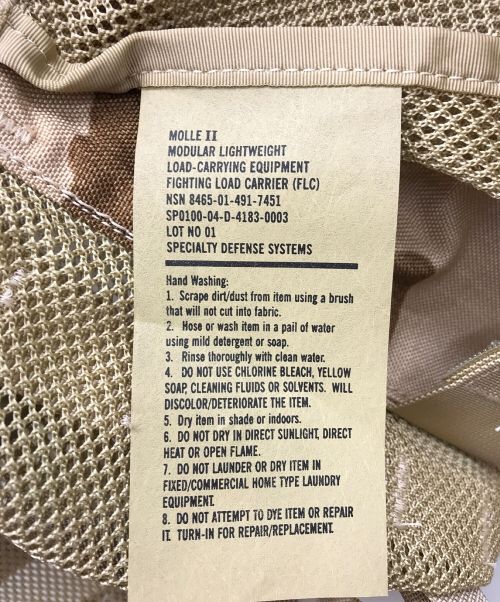 MOLLE II
MODULAR LIGHTWEIGHT
LOAD-CARRYING EQUIPMENT
FIGHTING LOAD CARRIER (FLC)
NSN 8465-01-491-7451
SP0100-04-D-4183-0003
LOT NO 01
SPECIALTY DEFENSE SYSTEMS
Hand Washing:
1. Scrape dirt/dust from item using a brush
that will not cut into fabric.
2. Hose or wash item in a pail of water
using mild detergent or soap.
3. Rinse thoroughly with clean water.
4. DO NOT USE CHLORINE BLEACH, YELLOW
SOAP, CLEANING FLUIDS OR SOLVENTS. WILL
DISCOLOR/DETERIORATE THE ITEM.
5. Dry item in shade or indoors.
6. DO NOT DRY IN DIRECT SUNLIGHT, DIRECT
HEAT OR OPEN FLAME.
7. DO NOT LAUNDER OR DRY ITEM IN
FIXED/COMMERCIAL HOME TYPE LAUNDRY
EQUIPMENT.
8. DO NOT ATTEMPT TO DYE ITEM OR REPAIR
IT. TURN-IN FOR REPAIR/REPLACEMENT.